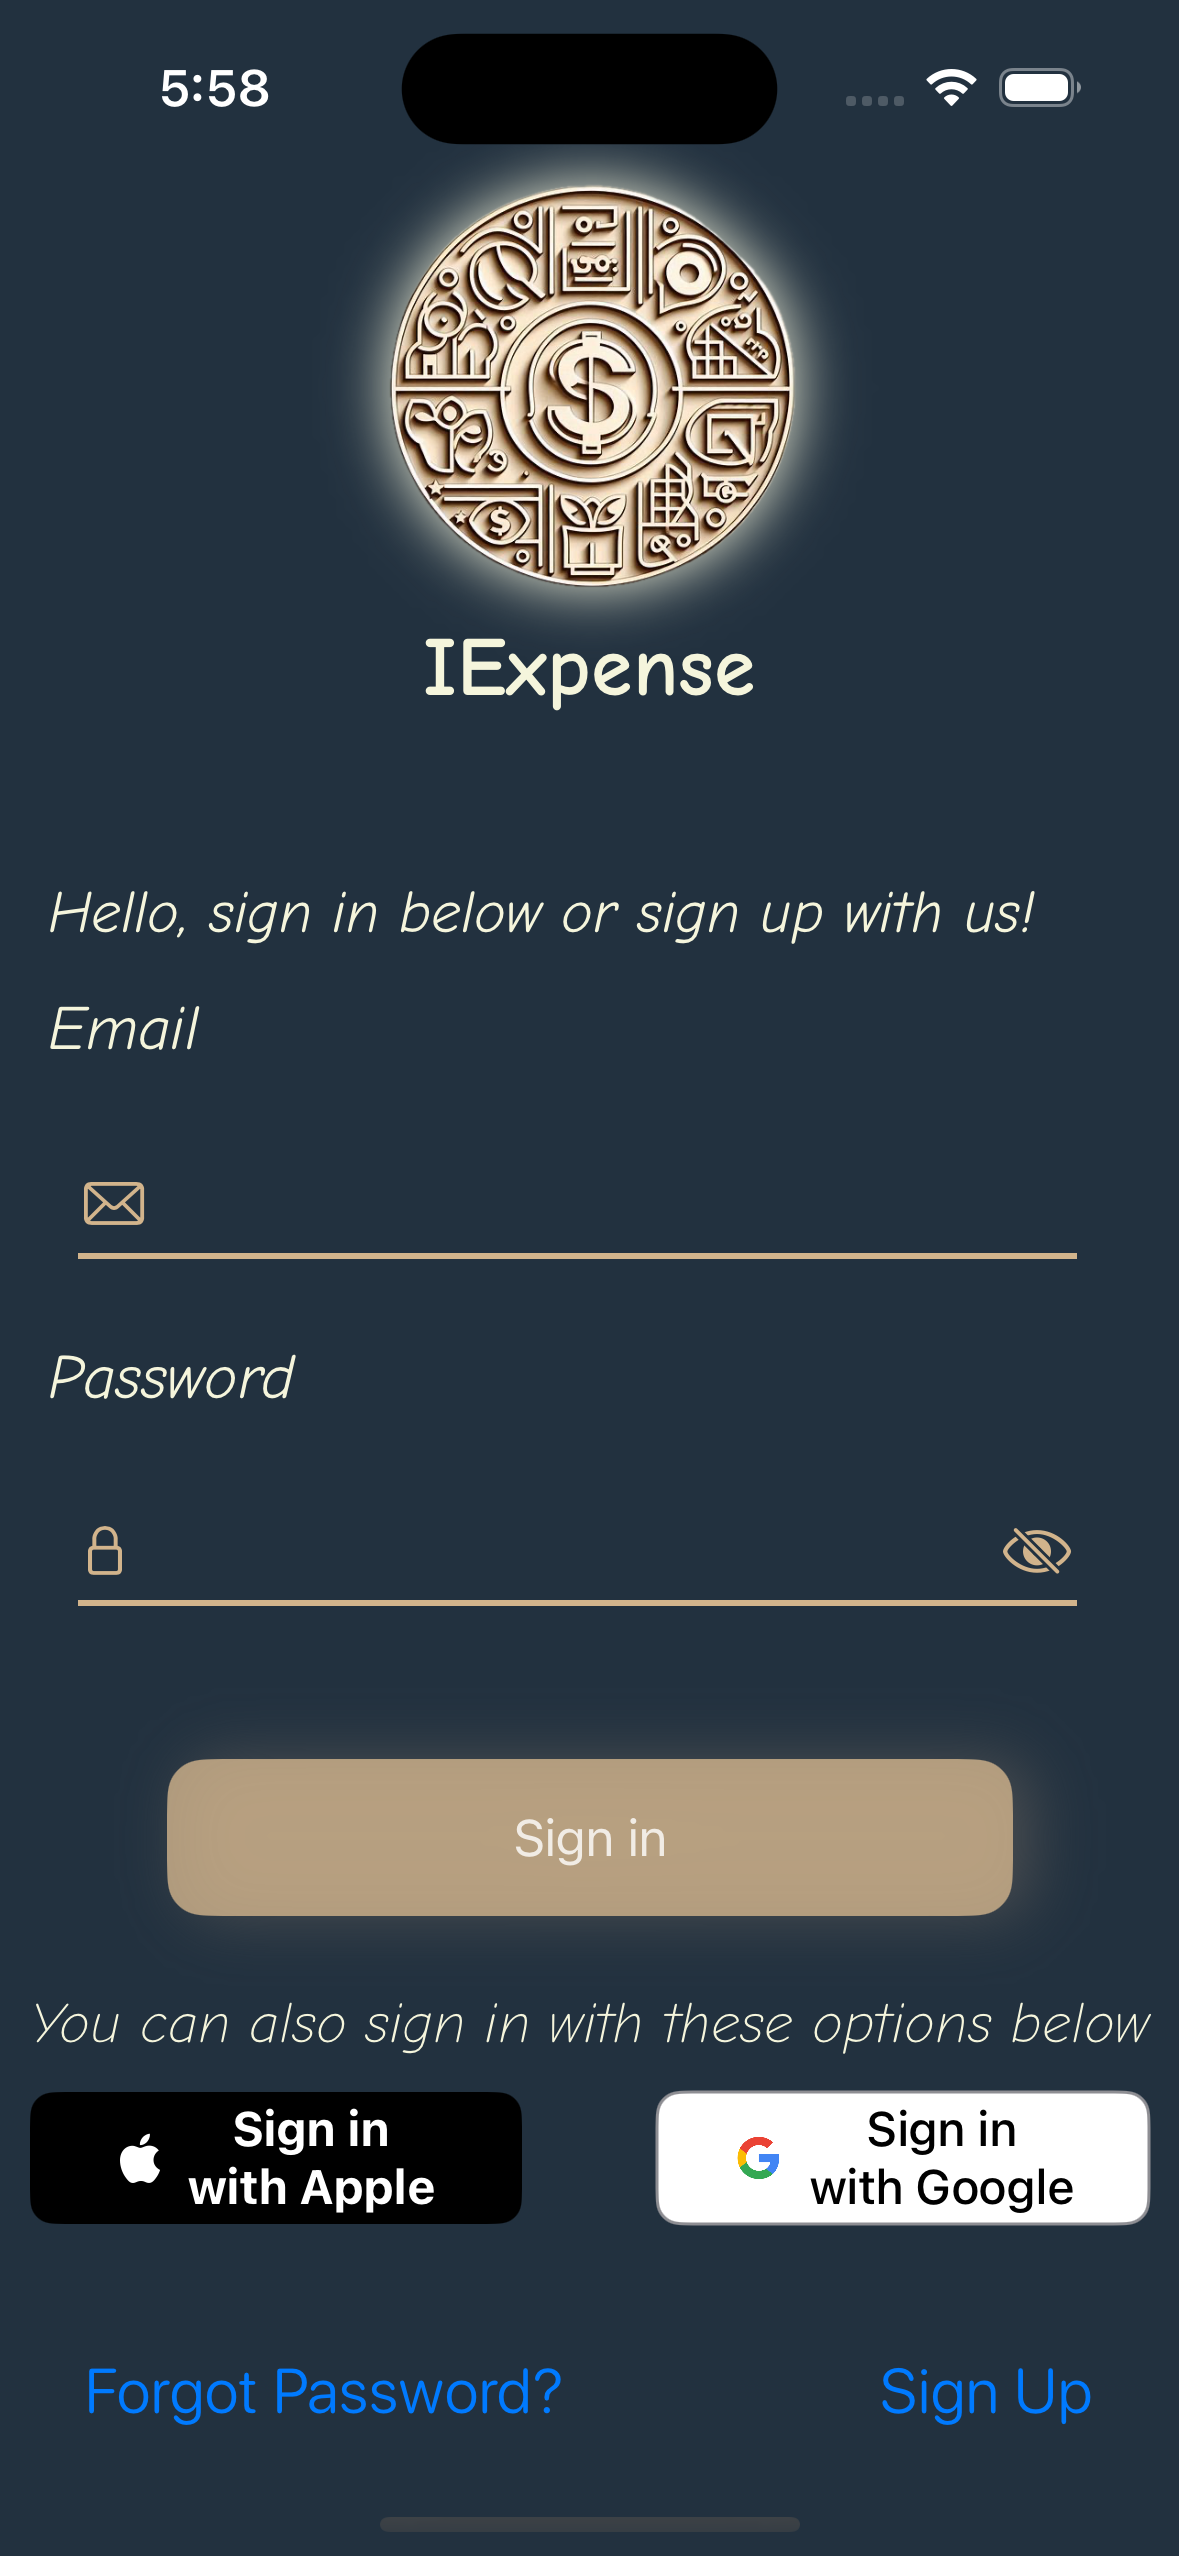 5:58
$
$
IExpense
Hello, sign in below or sign up with us!
Email
Password
Sign in
You can also sign in with these options below
Sign in
with Apple
Sign in
with Google
Forgot Password?
Sign Up